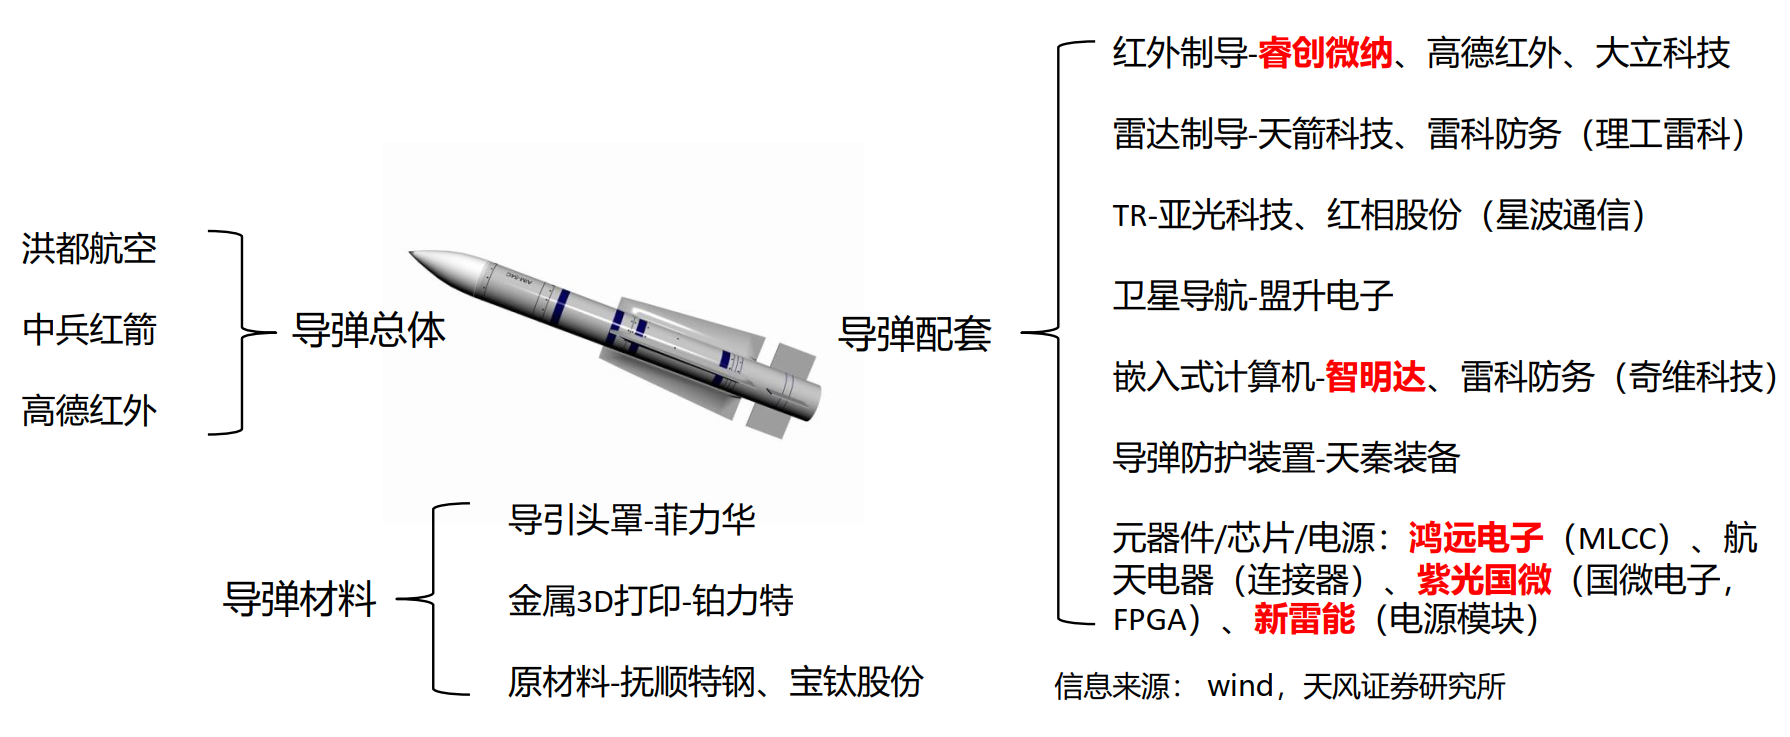 洪都航空
中兵红箭
高德红外
导弹总体
导弹配套
红外制导-睿创微纳、高德红外、大立科技
雷达制导-天箭科技、雷科防务（理工雷科）
TR-亚光科技、红相股份（星波通信）
卫星导航-盟升电子
嵌入式计算机-智明达、雷科防务（奇维科技）
导弹防护装置-天秦装备
元器件/芯片/电源：鸿远电子（MLCC）、航
天电器（连接器）、紫光国微（国微电子，
FPGA）、新雷能（电源模块）
导弹材料
导引头罩-菲力华
金属3D打印-铂力特
原材料-抚顺特钢、宝钛股份
信息来源： wind，天风证券研究所